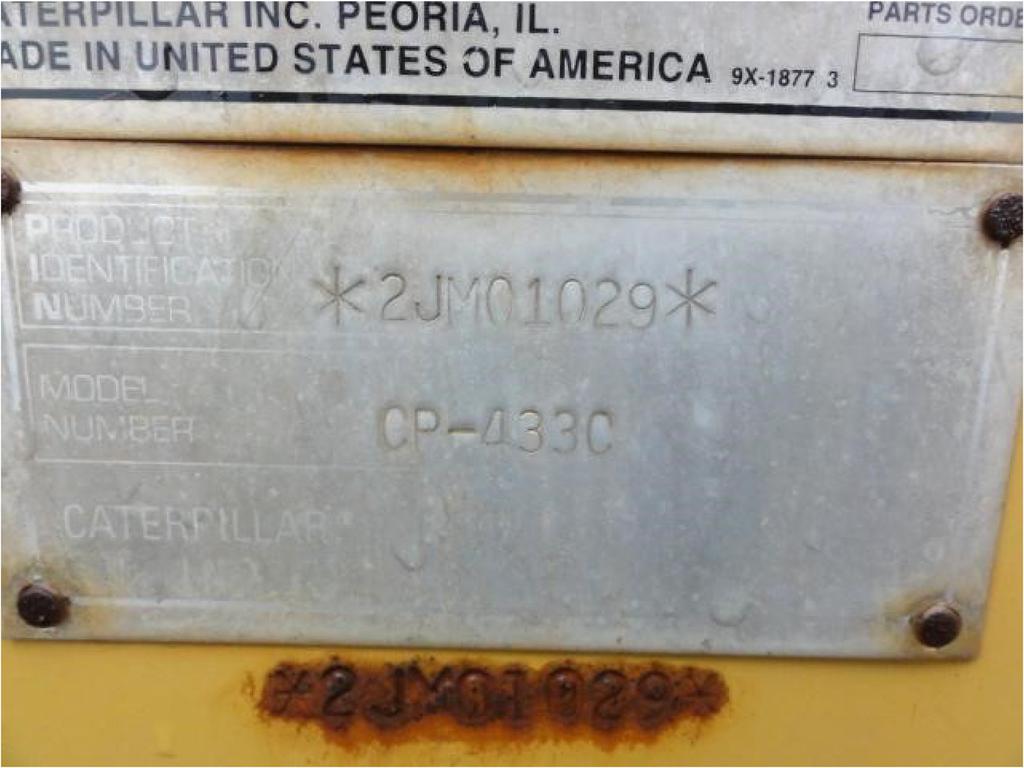 ATERPILLAR INC. PEORIA, IL.
ADE IN UNITED STATES OF AMERICA 9X-1877 3
PARTS ORDE
PRODUCT
IDENTIFICATION
NUMBER
*2JM01029*
MODEL
NUMBER
CP-433C
CATERPILLAR
*2JM01029*